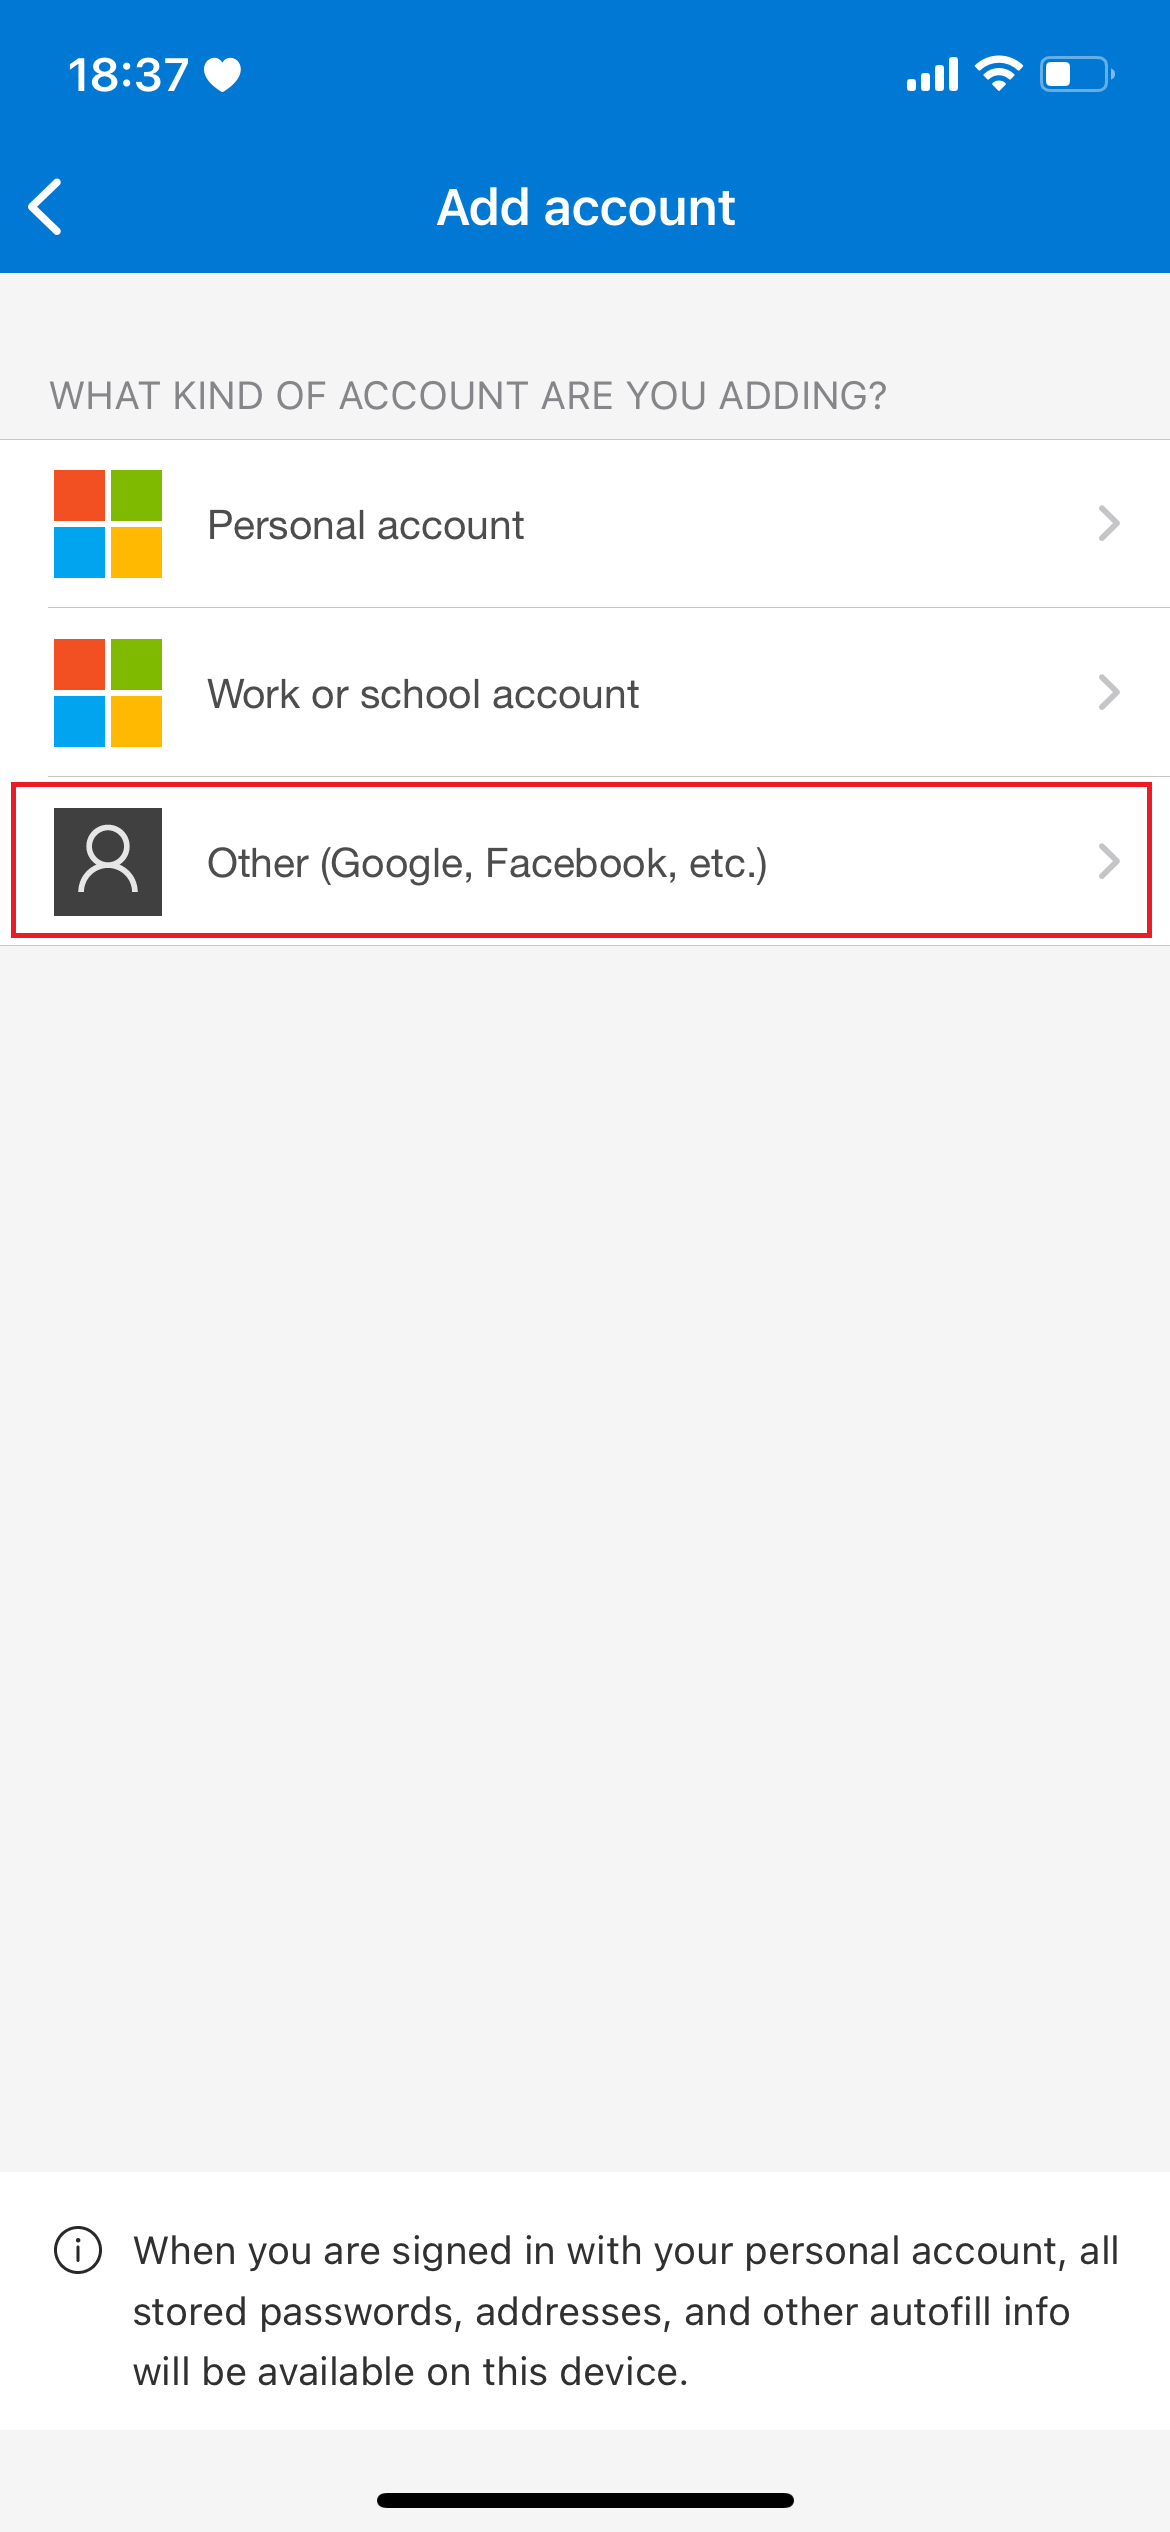 18:37
Add account
WHAT KIND OF ACCOUNT ARE YOU ADDING?
Personal account
Work or school account
Other (Google, Facebook, etc.)
When you are signed in with your personal account, all
stored passwords, addresses, and other autofill info
will be available on this device.